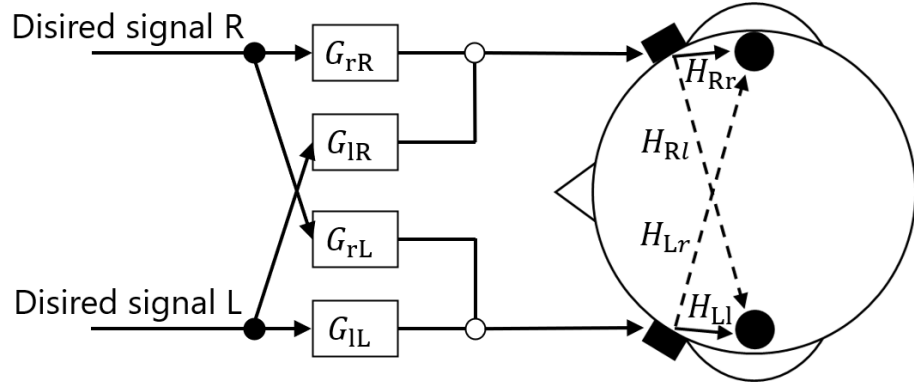 Disired signal R
G_rR
H_Rr
G_lR
H_Rl
G_rL
H_Lr
Disired signal L
G_lL
H_Ll